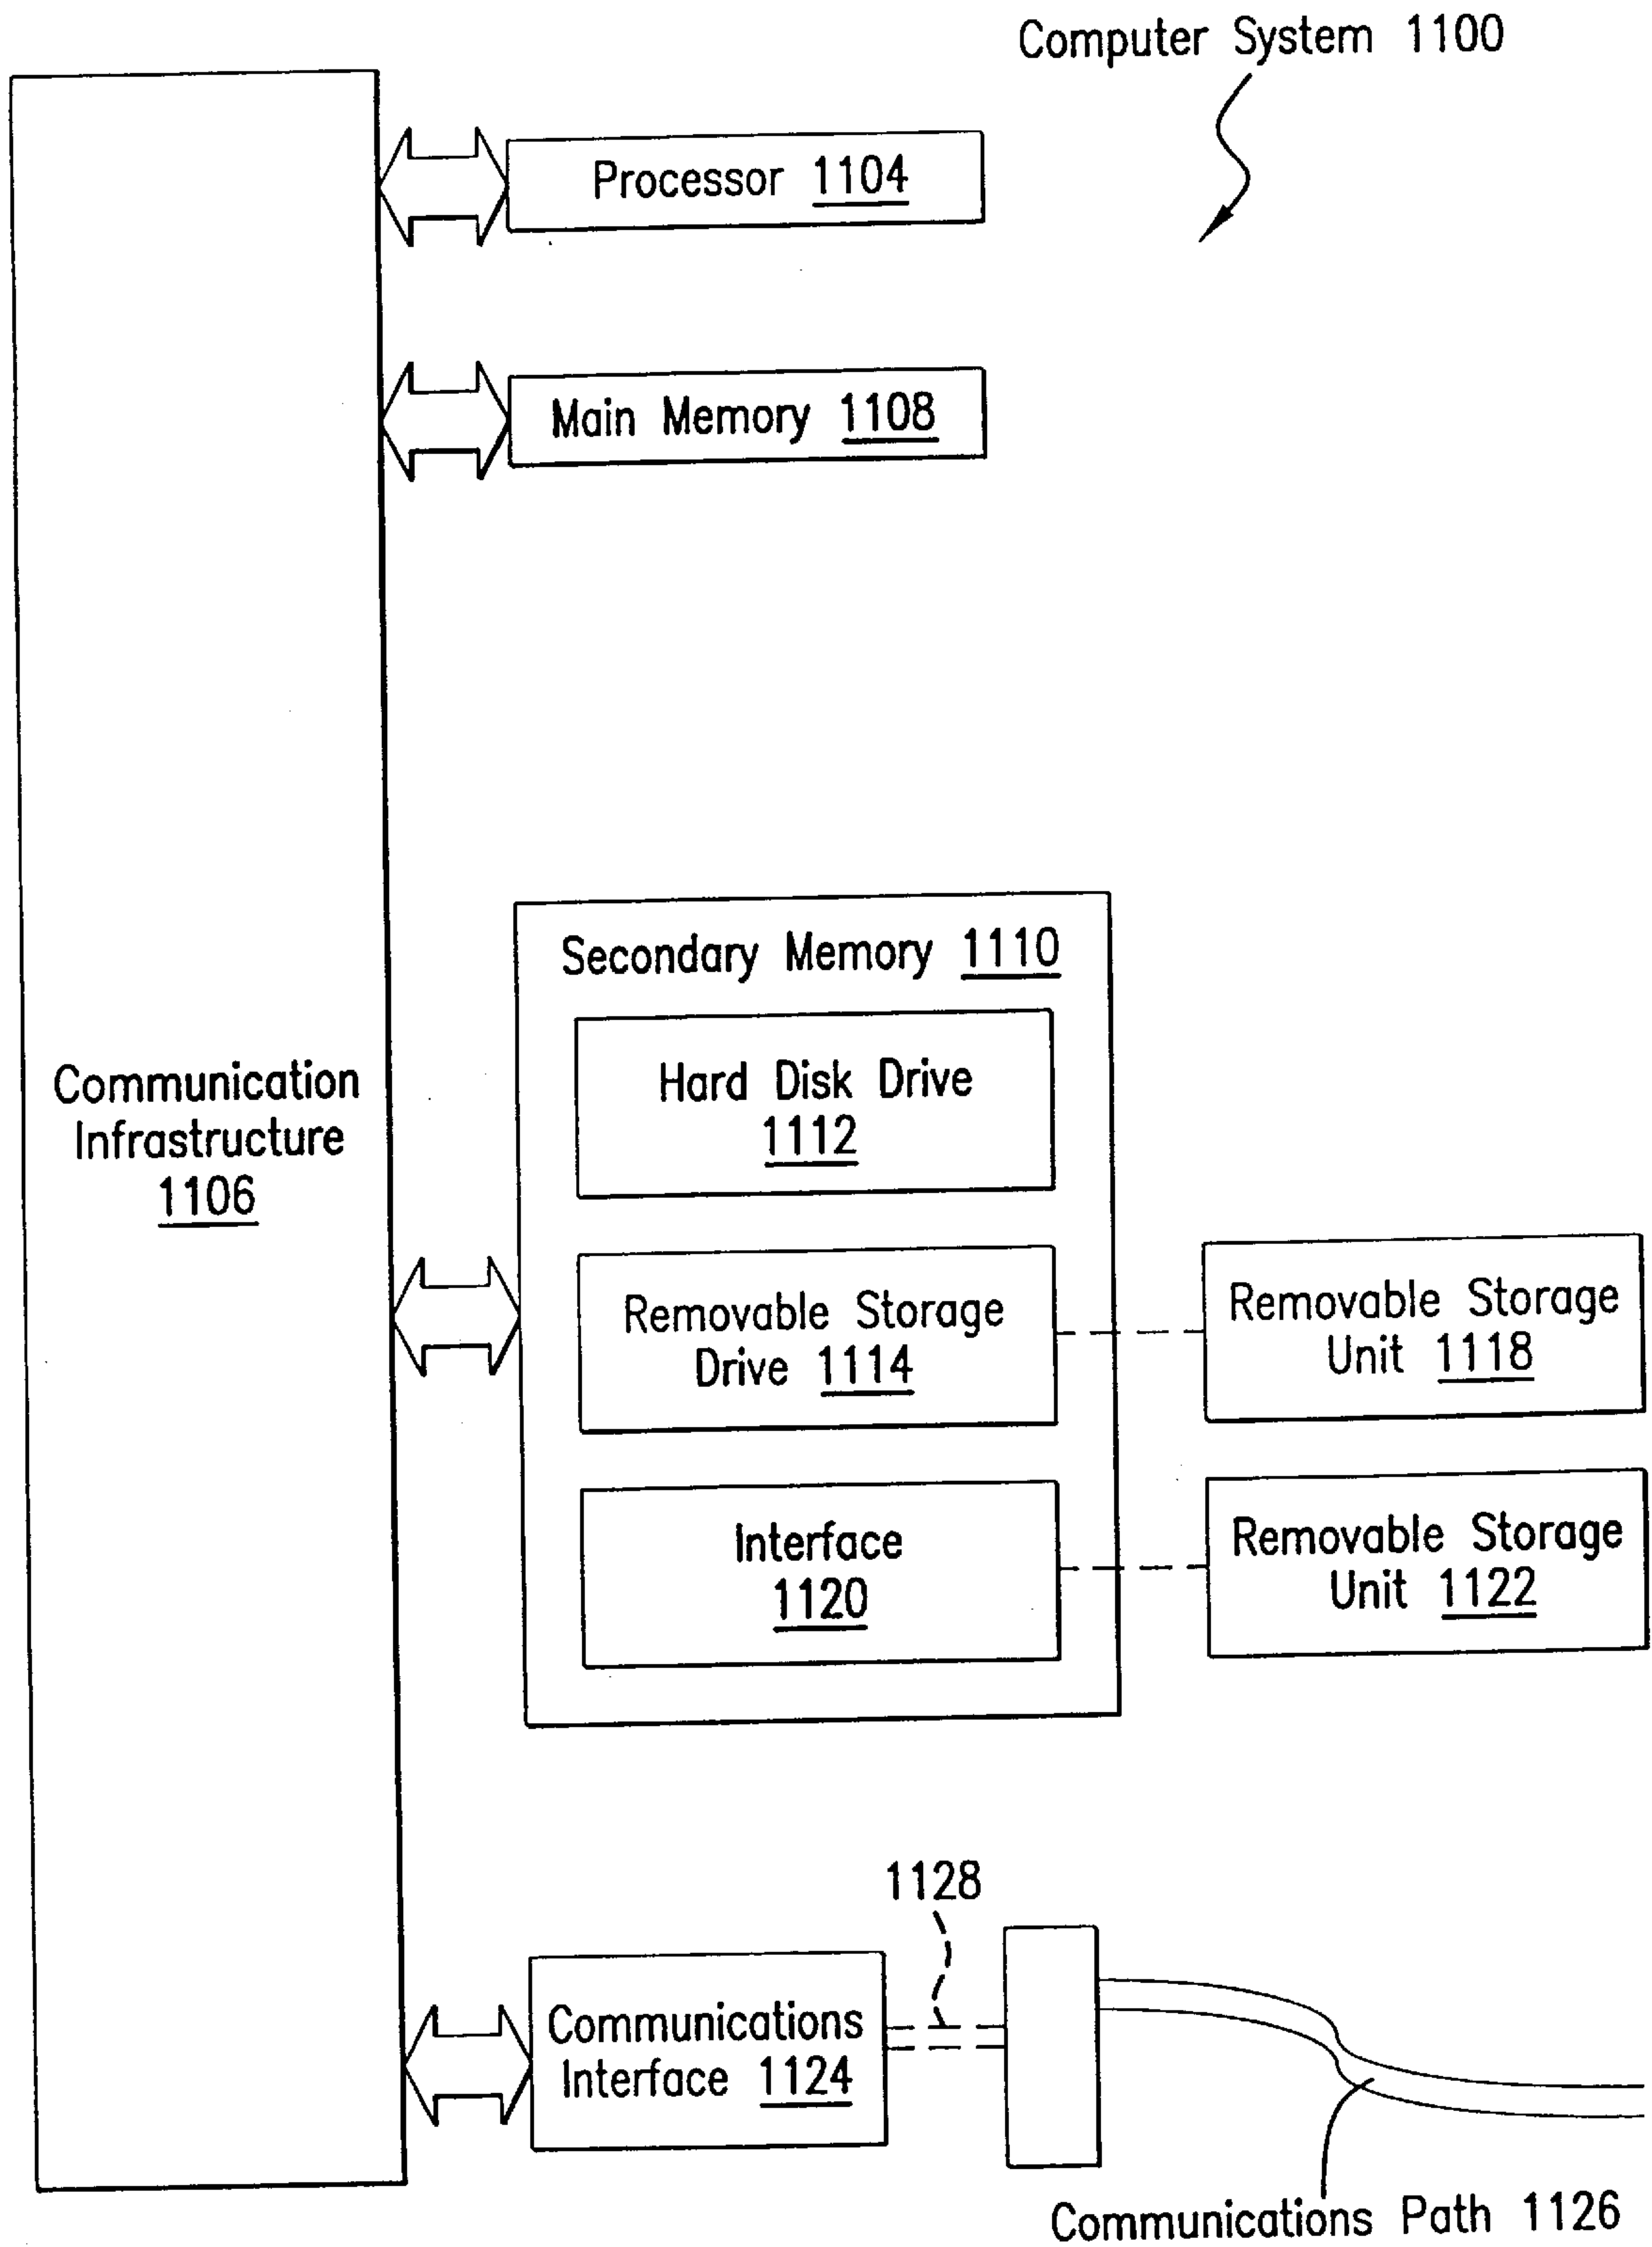 Computer System 1100
Processor 1104
Main Memory 1108
Communication
Infrastructure
1106
Secondary Memory 1110
Hard Disk Drive
1112
Removable Storage
Drive 1114
Interface
1120
Removable Storage
Unit 1118
Removable Storage
Unit 1122
1128
Communications
Interface 1124
Communications Path 1126